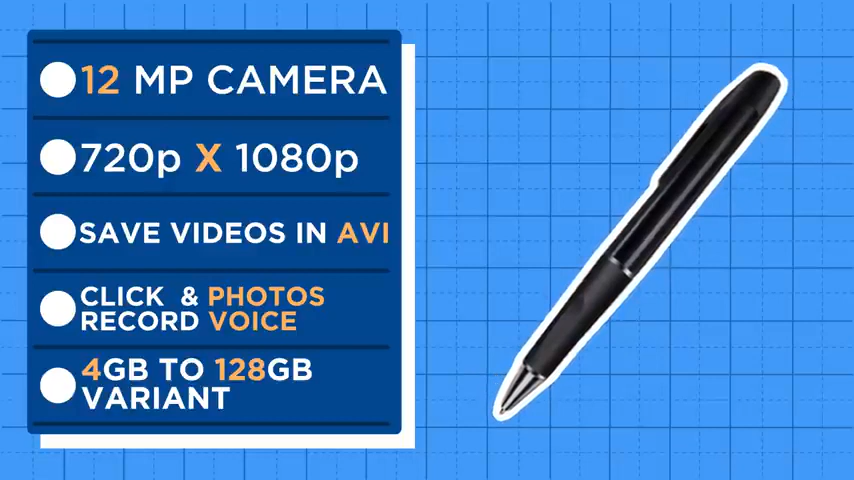 12 MP CAMERA
720p X 1080p
SAVE VIDEOS IN AVI
CLICK & PHOTOS
RECORD VOICE
4GB TO 128GB
VARIANT